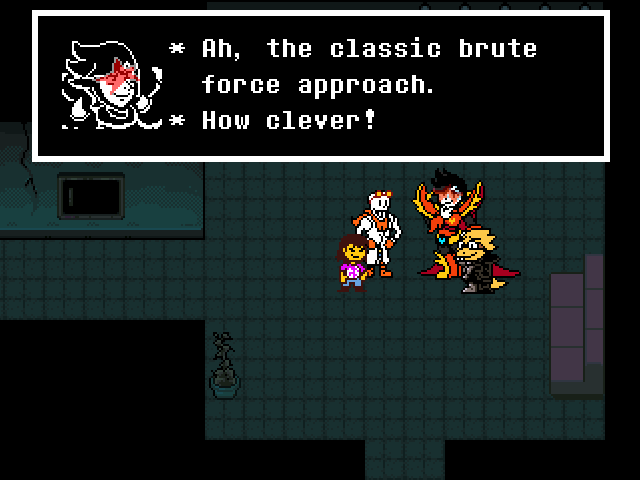 * Ah, the classic brute
force approach.
* How clever!